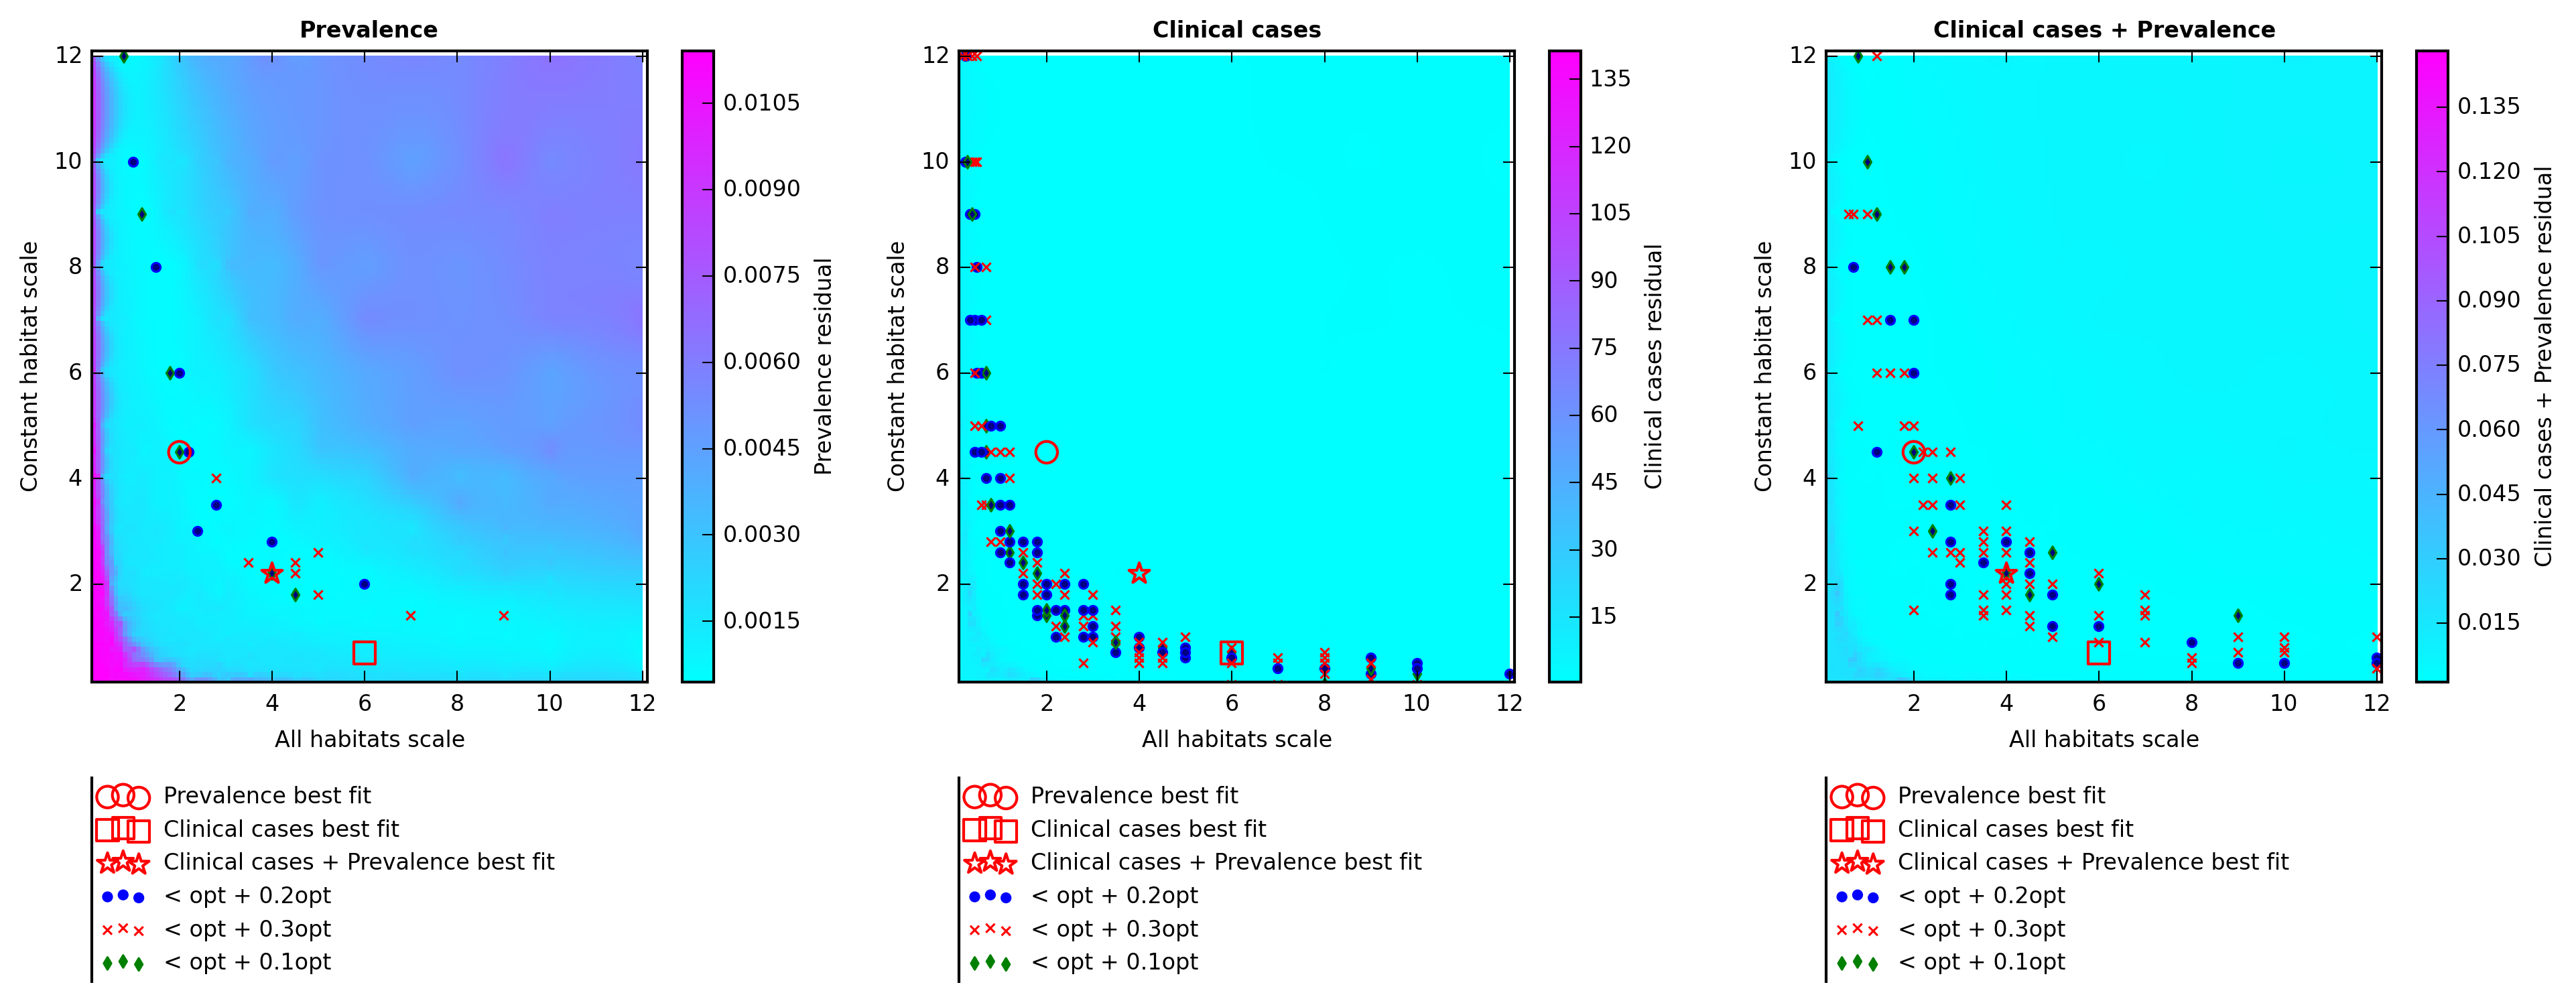 Prevalence
Clinical cases
Clinical cases + Prevalence
12
10
8
6
4
2
Constant habitat scale
2 4 6 8 10 12
All habitats scale
0.0105
0.0090
0.0075
0.0060
0.0045
0.0030
0.0015
Prevalence residual
12
10
8
6
4
2
Constant habitat scale
2 4 6 8 10 12
All habitats scale
135
120
105
90
75
60
45
30
15
Clinical cases residual
12
10
8
6
4
2
Constant habitat scale
2 4 6 8 10 12
All habitats scale
0.135
0.120
0.105
0.090
0.075
0.060
0.045
0.030
0.015
Clinical cases + Prevalence residual
Prevalence best fit
Clinical cases best fit
Clinical cases + Prevalence best fit
< opt + 0.2opt
< opt + 0.3opt
< opt + 0.1opt
Prevalence best fit
Clinical cases best fit
Clinical cases + Prevalence best fit
< opt + 0.2opt
< opt + 0.3opt
< opt + 0.1opt
Prevalence best fit
Clinical cases best fit
Clinical cases + Prevalence best fit
< opt + 0.2opt
< opt + 0.3opt
< opt + 0.1opt